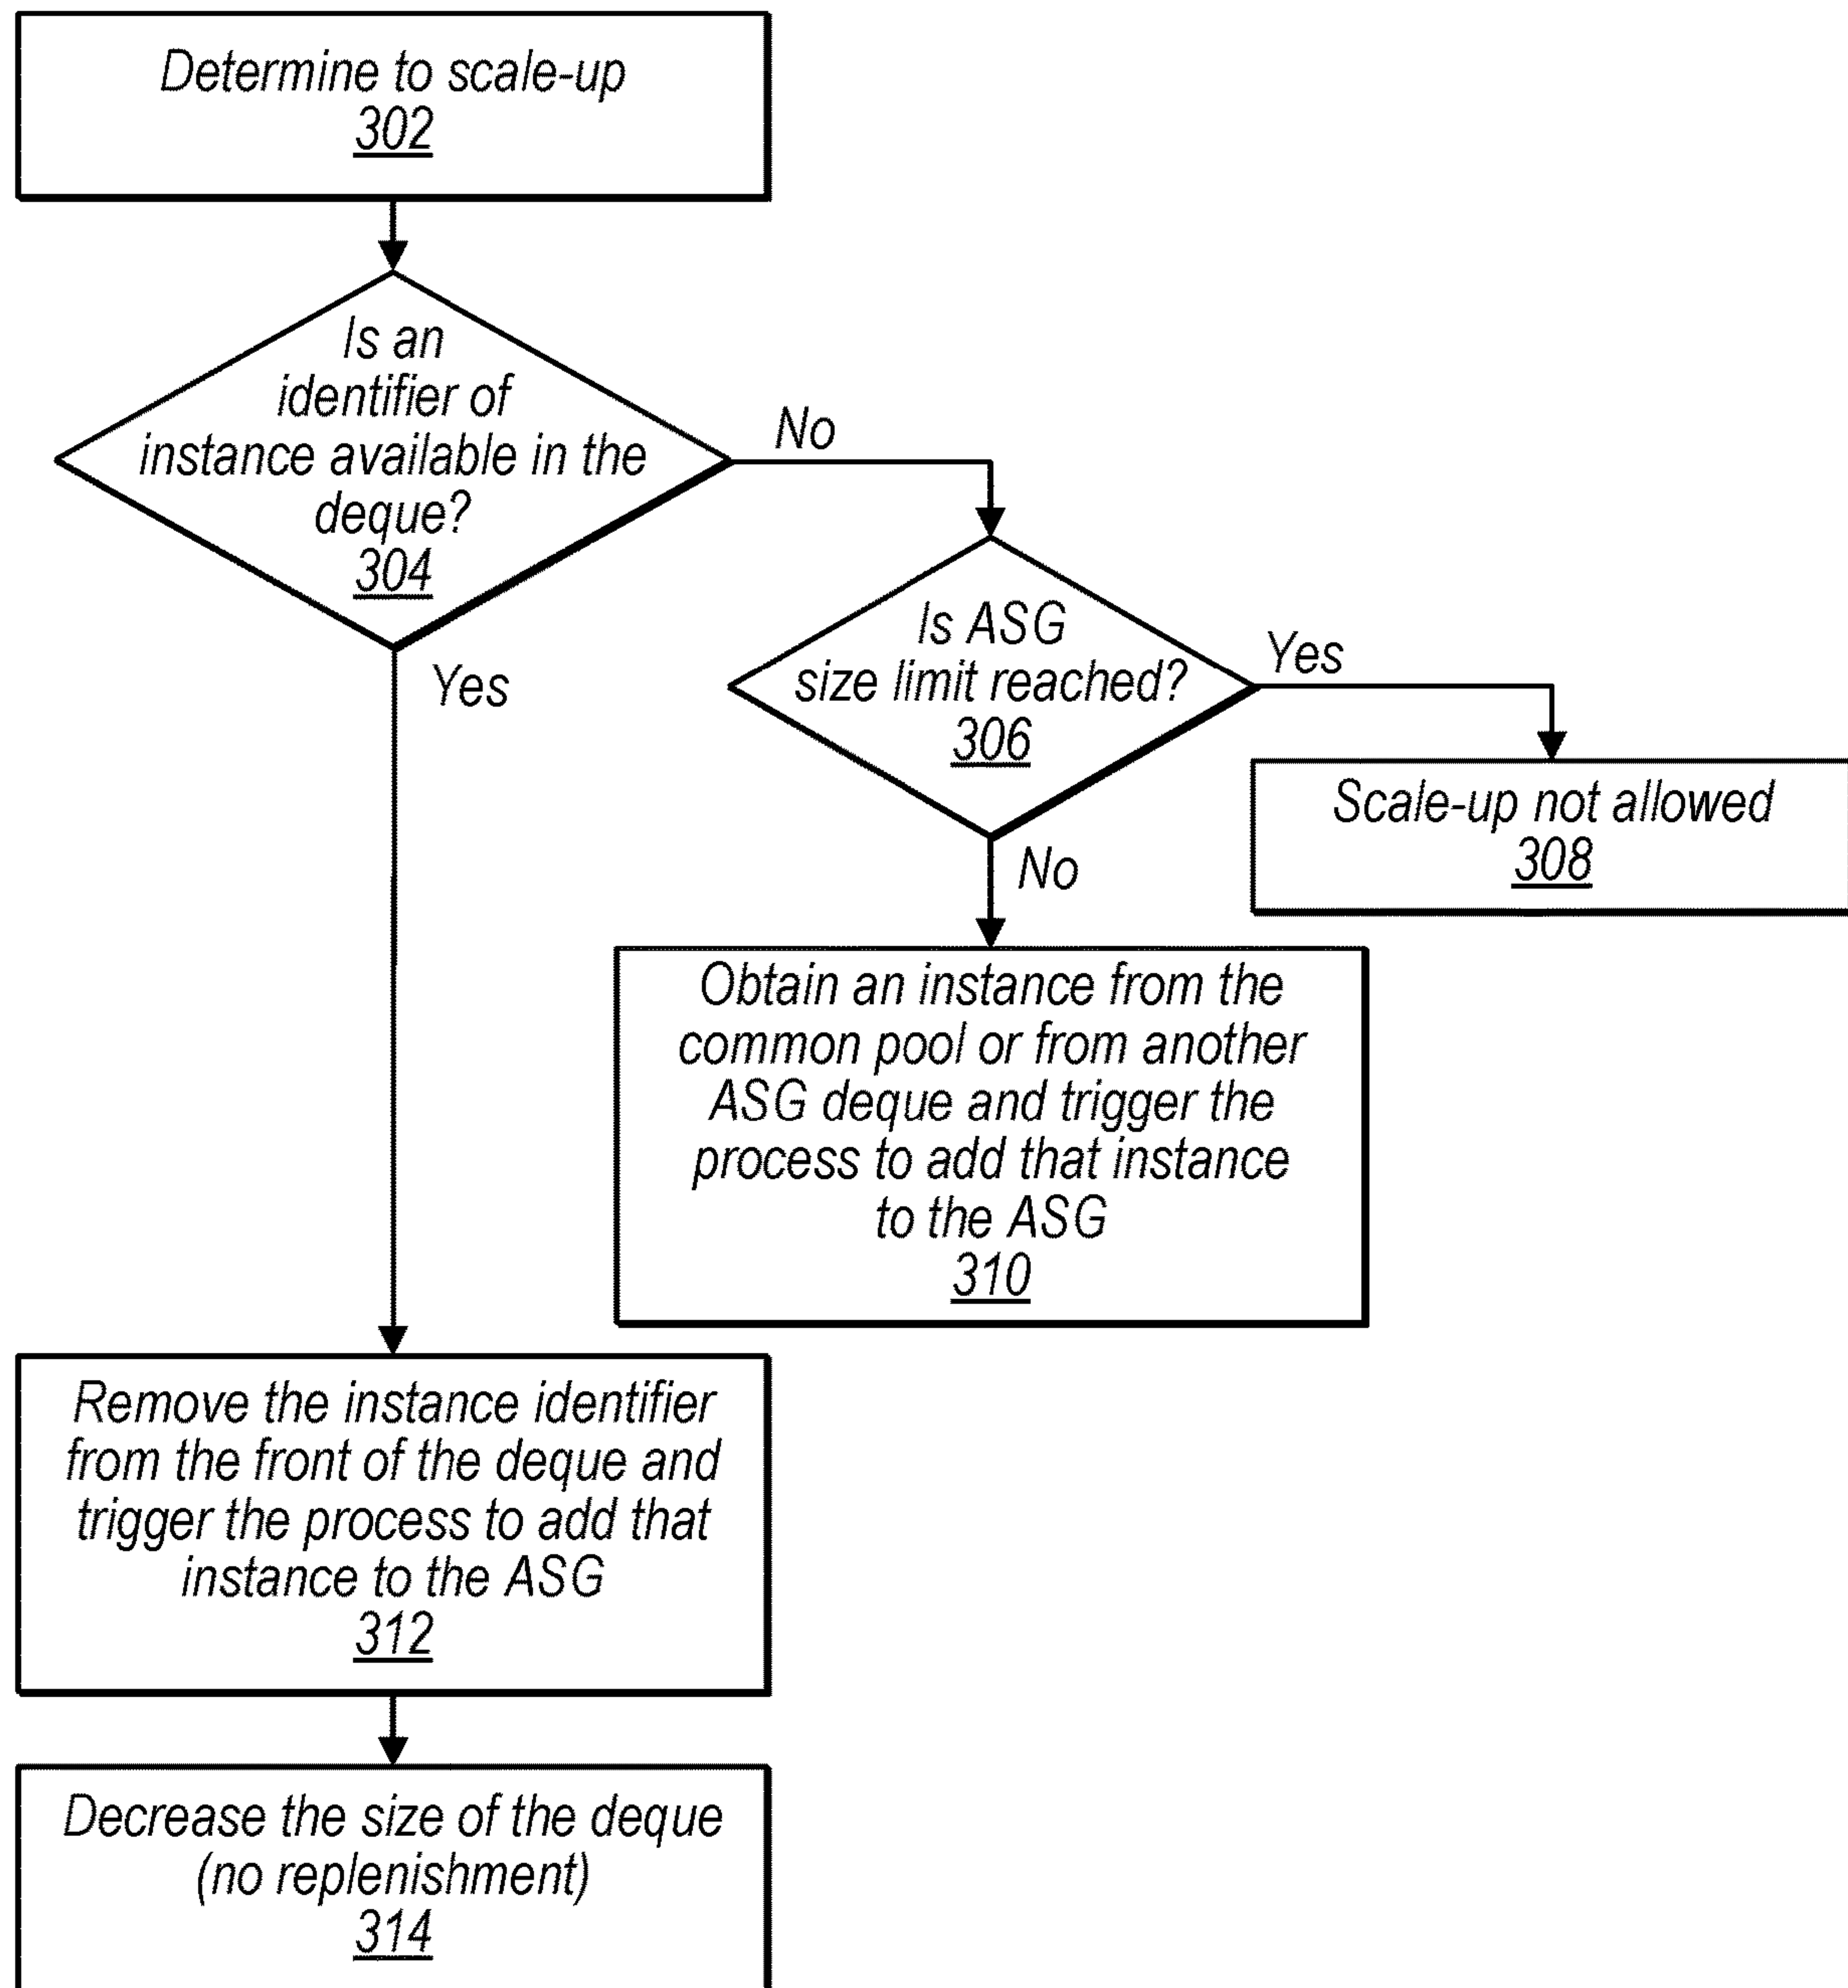 Determine to scale-up
302
Is an
identifier of
instance available in the
deque?
304
No
Yes
Is ASG
size limit reached?
306
Yes
No
Scale-up not allowed
308
Obtain an instance from the
common pool or from another
ASG deque and trigger the
process to add that instance
to the ASG
310
Remove the instance identifier
from the front of the deque and
trigger the process to add that
instance to the ASG
312
Decrease the size of the deque
(no replenishment)
314